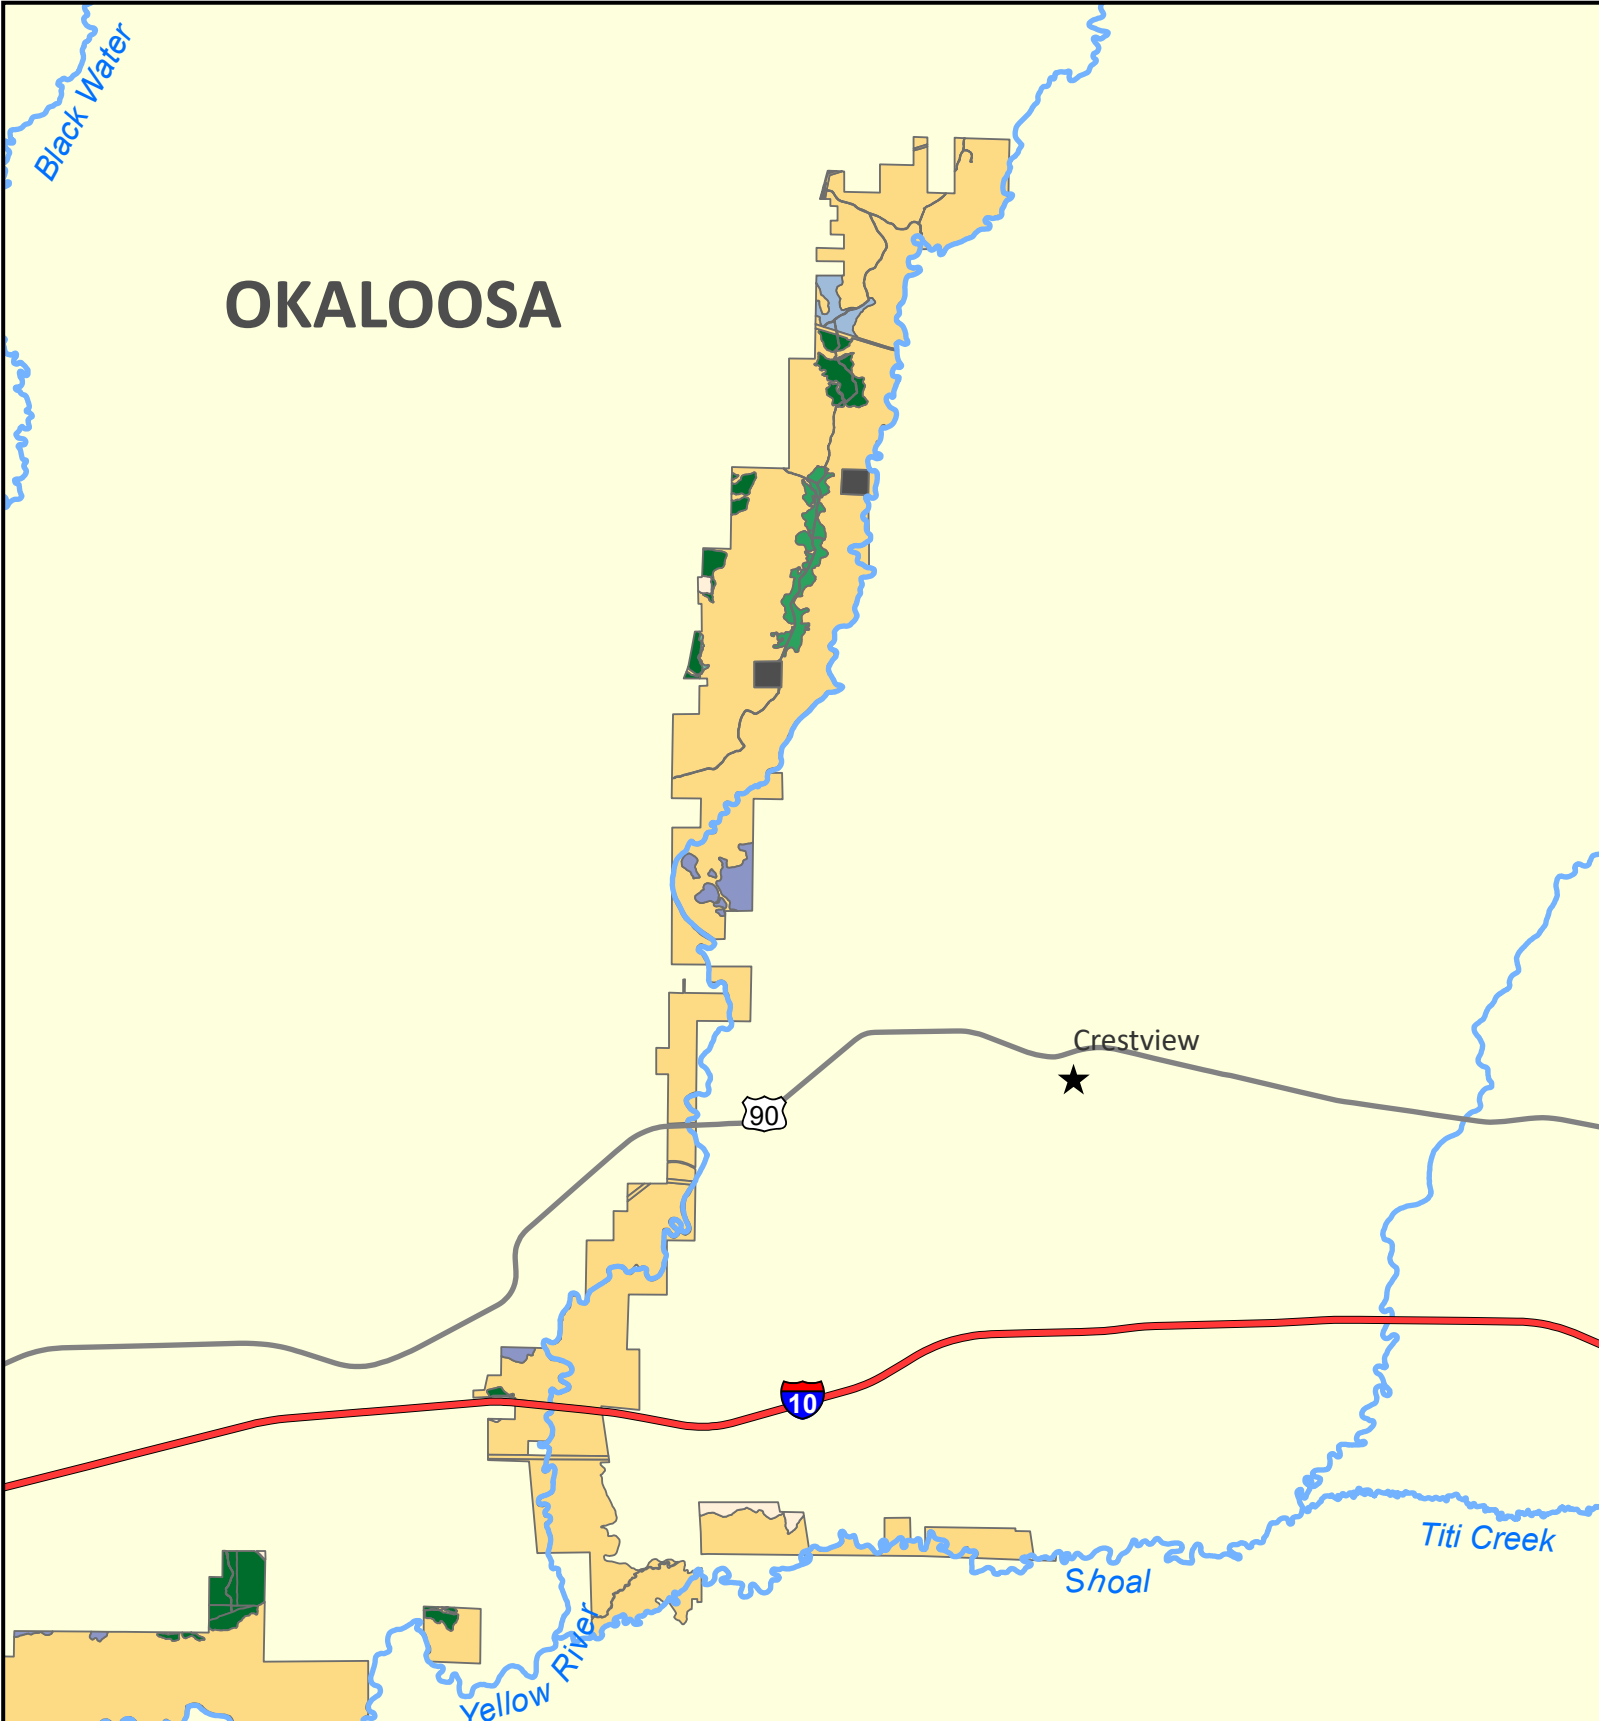 Black Water
OKALOOSA
Crestview
90
10
Titi Creek
Shoal
Yellow River